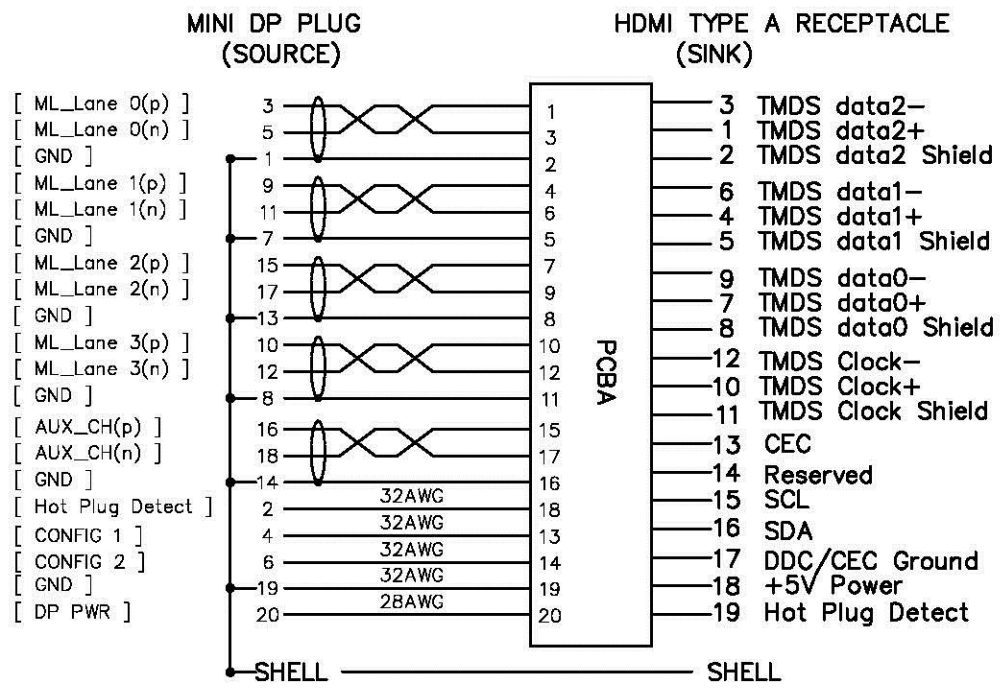 MINI DP PLUG
(SOURCE)
HDMI TYPE A RECEPTACLE
(SINK)
[ ML_Lane 0(p) ] 3 1 3 TMDS data2-
[ ML_Lane 0(n) ] 5 3 1 TMDS data2+
[ GND ] 1 2 2 TMDS data2 Shield
[ ML_Lane 1(p) ] 9 4 6 TMDS data1-
[ ML_Lane 1(n) ] 11 6 4 TMDS data1+
[ GND ] 7 5 5 TMDS data1 Shield
[ ML_Lane 2(p) ] 15 7 9 TMDS data0-
[ ML_Lane 2(n) ] 17 9 7 TMDS data0+
[ GND ] 13 8 8 TMDS data0 Shield
[ ML_Lane 3(p) ] 10 10 12 TMDS Clock-
[ ML_Lane 3(n) ] 12 12 10 TMDS Clock+
[ GND ] 8 11 11 TMDS Clock Shield
[ AUX_CH(p) ] 16 15 13 CEC
[ AUX_CH(n) ] 18 17 14 Reserved
[ GND ] 14 16 15 SCL
[ Hot Plug Detect ] 2 32AWG 18 16 SDA
[ CONFIG 1 ] 4 32AWG 13 17 DDC/CEC Ground
[ CONFIG 2 ] 6 32AWG 14 18 +5V Power
[ GND ] 19 32AWG 19 19 Hot Plug Detect
[ DP PWR ] 20 28AWG 20
PCBA
SHELL SHELL